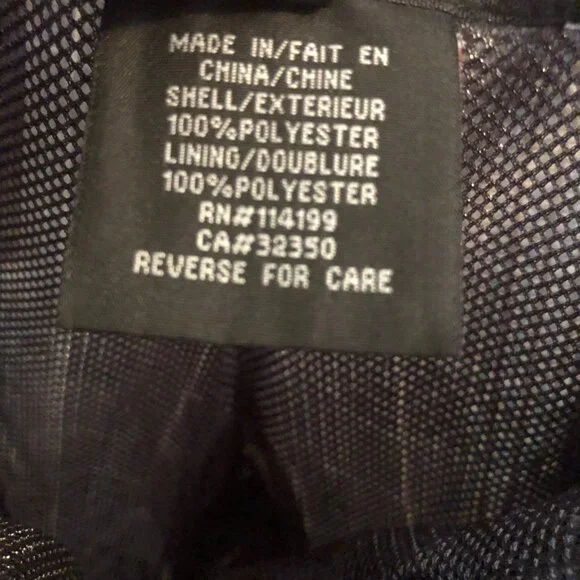 MADE IN/FAIT EN
CHINA/CHINE
SHELL/EXTERIEUR
100%POLYESTER
LINING/DOUBLURE
100%POLYESTER
RN#114199
CA#32350
REVERSE FOR CARE